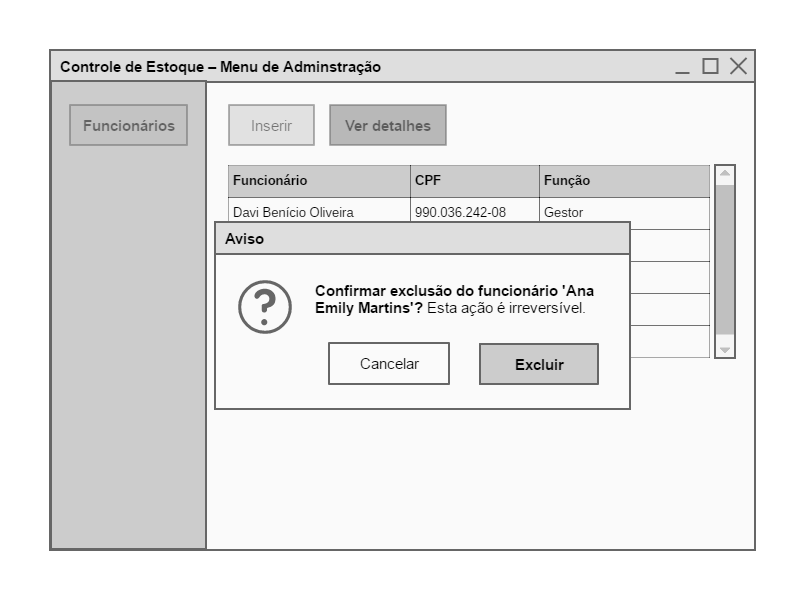 Controle de Estoque – Menu de Adminstração
Funcionários
Inserir
Ver detalhes
Funcionário CPF Função
Davi Benício Oliveira 990.036.242-08 Gestor
Aviso
?
Confirmar exclusão do funcionário 'Ana
Emily Martins'? Esta ação é irreversível.
Cancelar
Excluir